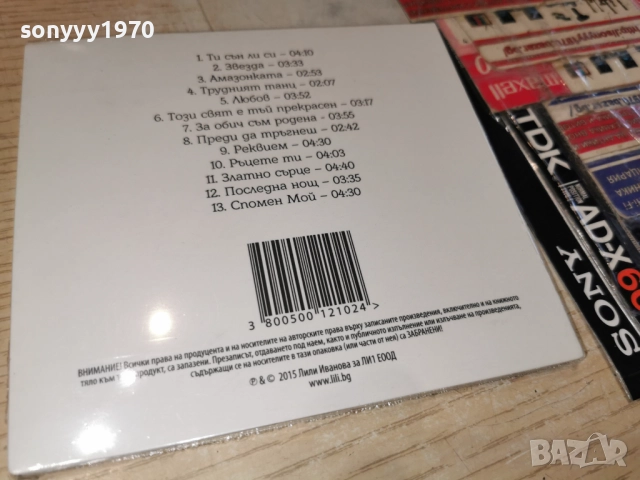 sonyyy1970
1. Ти сън ли си – 04:10
2. Звезда – 03:33
3. Амазонката – 02:53
4. Трудният танц – 02:07
5. Любов – 03:52
6. Този свят е тъй прекрасен – 03:17
7. За обич съм родена – 03:55
8. Преди да тръгнеш – 02:42
9. Реквием – 04:30
10. Ръцете ти – 04:03
11. Златно сърце – 04:40
12. Последна нощ – 03:35
13. Спомен Мой – 04:30
3 800500 121024 >
ВНИМАНИЕ! Всички права на продуцента и на носителите на авторските права върху записаните произведения, включително и на книжното
тяло към този продукт, са запазени. Презаписът, отдаването под наем, както и публичното изпълнение или излъчване на произведенията,
съдържащи се на носителите в тази опаковка (или части от нея) са ЗАБРАНЕНИ!
℗ & © 2015 Лили Иванова за ЛИ1 ЕООД
www.lili.bg
maxell
TDK
AD-X60
SONY
BAZAR
bg